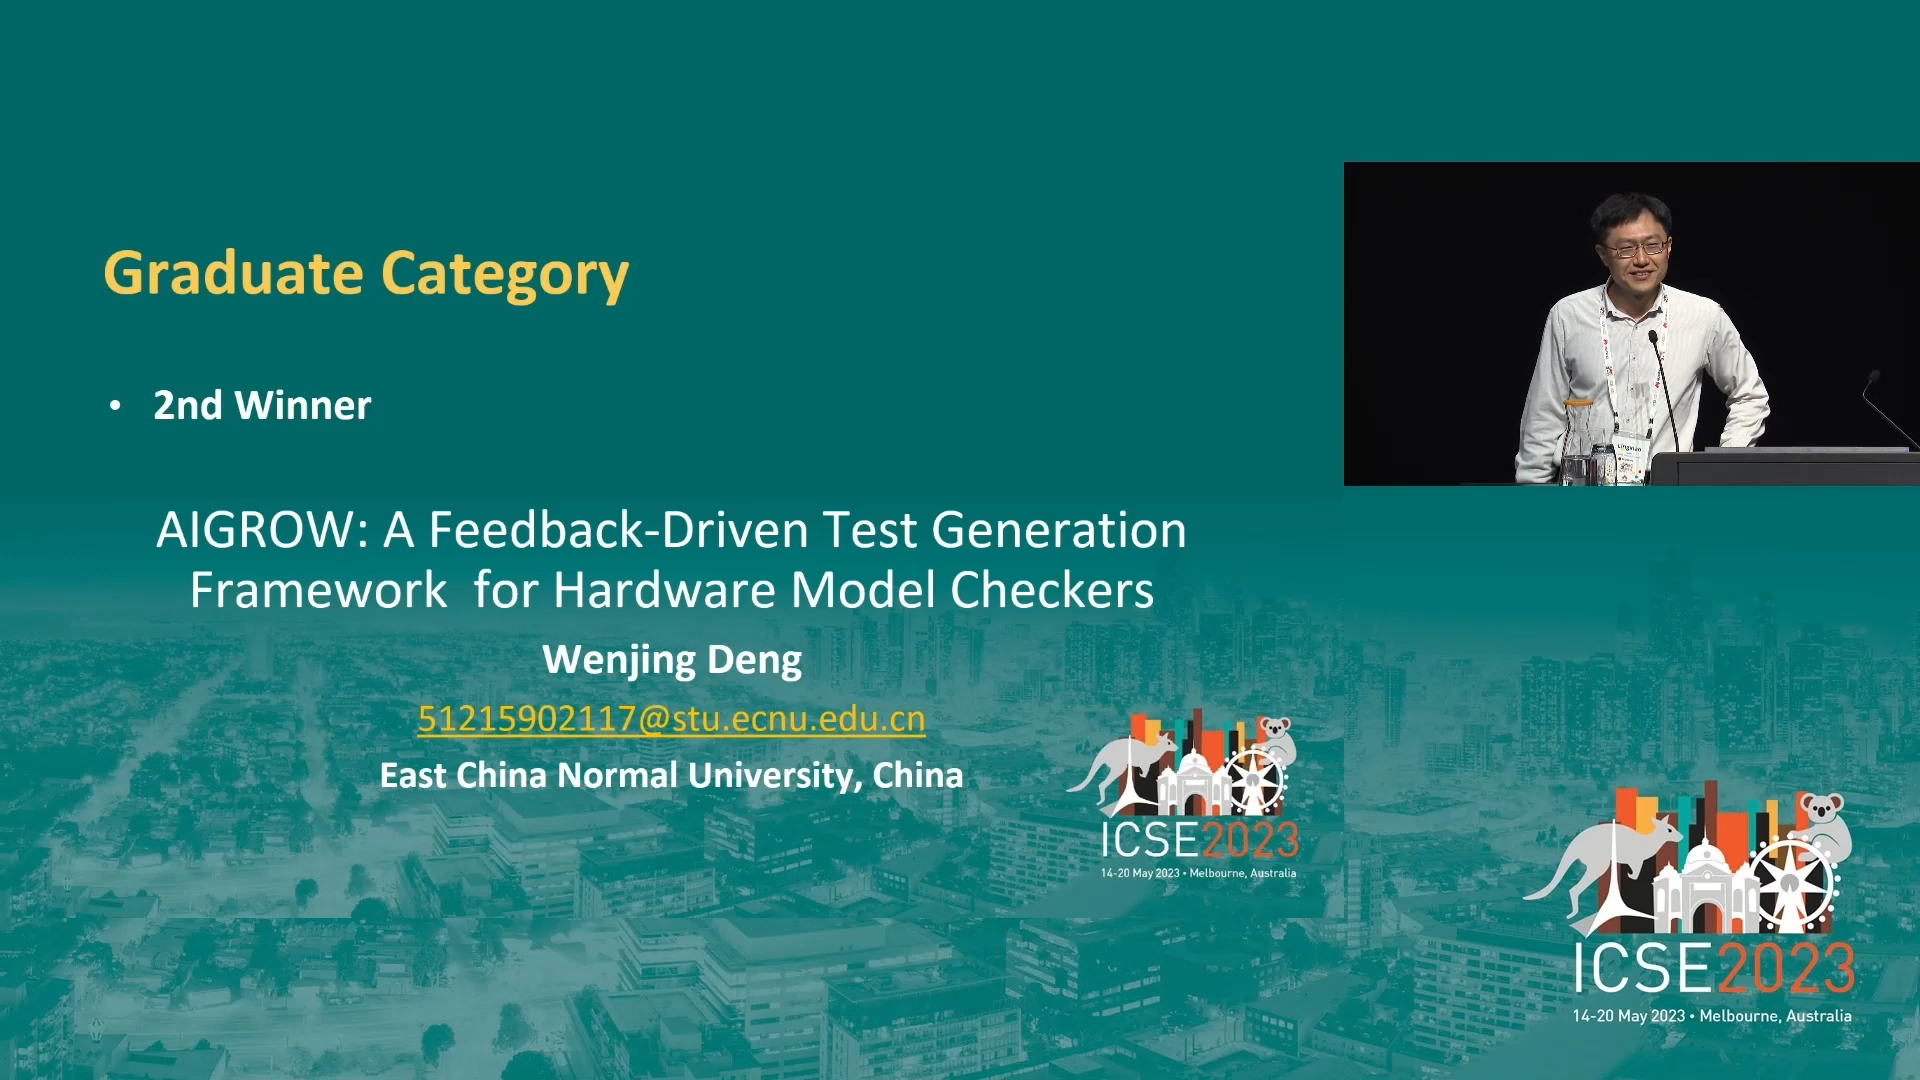 Graduate Category
• 2nd Winner
AIGROW: A Feedback-Driven Test Generation
Framework for Hardware Model Checkers
Wenjing Deng
51215902117@stu.ecnu.edu.cn
East China Normal University, China
ICSE2023
14-20 May 2023 • Melbourne, Australia
Lingxiao
ICSE2023
14-20 May 2023 • Melbourne, Australia